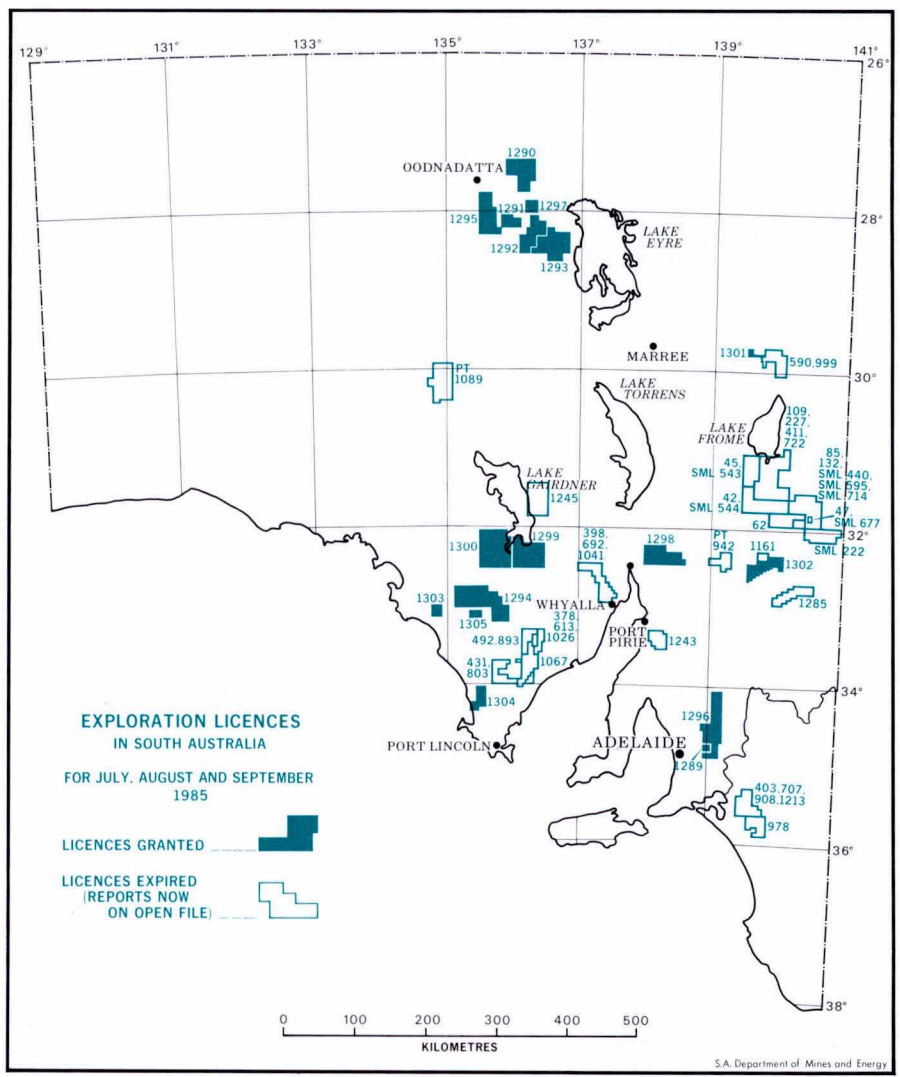 129° 131° 133° 135° 137° 139° 141°
26°
1290
OODNADATTA
1291
1297
1295
28°
LAKE
EYRE
1292
1293
MARREE
1301
590,999
PT
1089
30°
LAKE
TORRENS
LAKE
FROME
109,
227,
411,
722
45,
SML 543
85,
132,
SML 440,
SML 595,
SML 714
LAKE
GAIRDNER
1245
42,
SML 544
47,
SML 677
62
32°
SML 222
1300
1299
398,
692,
1041
1298
PT
942
1161
1302
1303
1294
1305
WHYALLA
1285
378,
613,
1026
492,893
PORT
PIRIE
1243
431,
803
1067
1304
34°
EXPLORATION LICENCES
IN SOUTH AUSTRALIA
FOR JULY, AUGUST AND SEPTEMBER
1985
PORT LINCOLN
ADELAIDE
1296
1289
403,707,
908,1213
978
LICENCES GRANTED
36°
LICENCES EXPIRED
(REPORTS NOW
ON OPEN FILE)
38°
0 100 200 300 400 500
KILOMETRES
S.A. Department of Mines and Energy